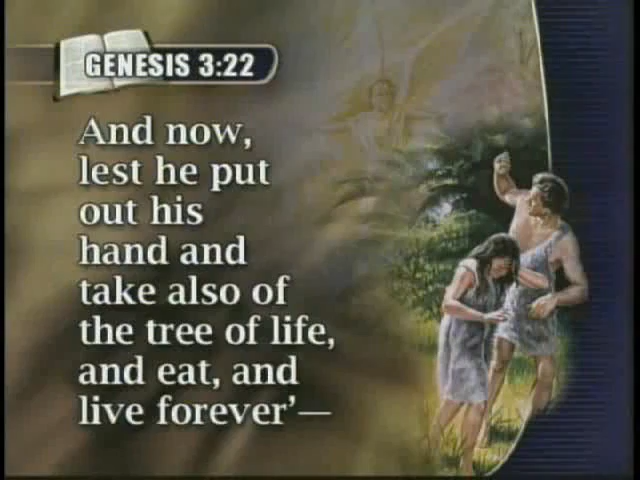 GENESIS 3:22
And now,
lest he put
out his
hand and
take also of
the tree of life,
and eat, and
live forever’—